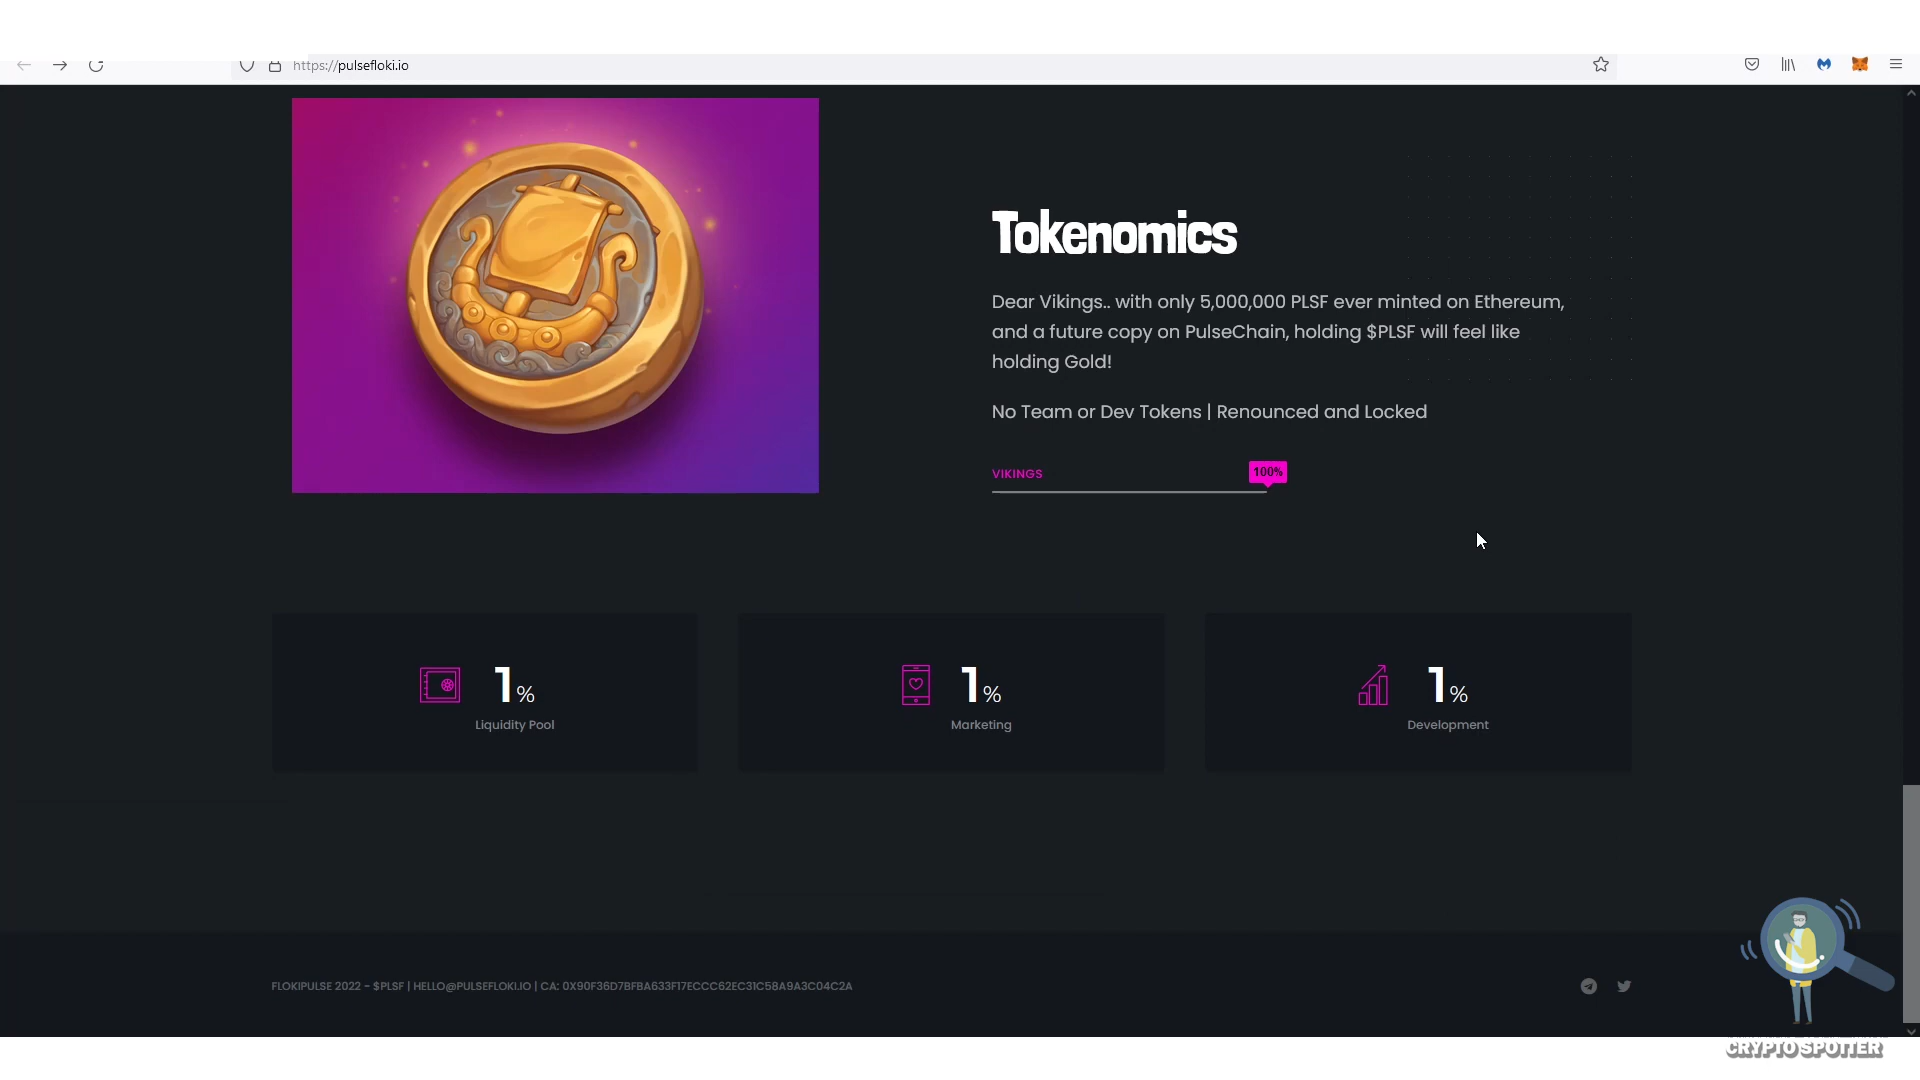 https://pulsefloki.io
Tokenomics
Dear Vikings.. with only 5,000,000 PLSF ever minted on Ethereum,
and a future copy on PulseChain, holding $PLSF will feel like
holding Gold!
No Team or Dev Tokens | Renounced and Locked
VIKINGS
100%
1%
Liquidity Pool
1%
Marketing
1%
Development
FLOKIPULSE 2022 - $PLSF | HELLO@PULSEFLOKI.IO | CA: 0X90F36D7BFBA633F17ECCC62EC31C58A9A3C04C2A
CRYPTO SPOTTER